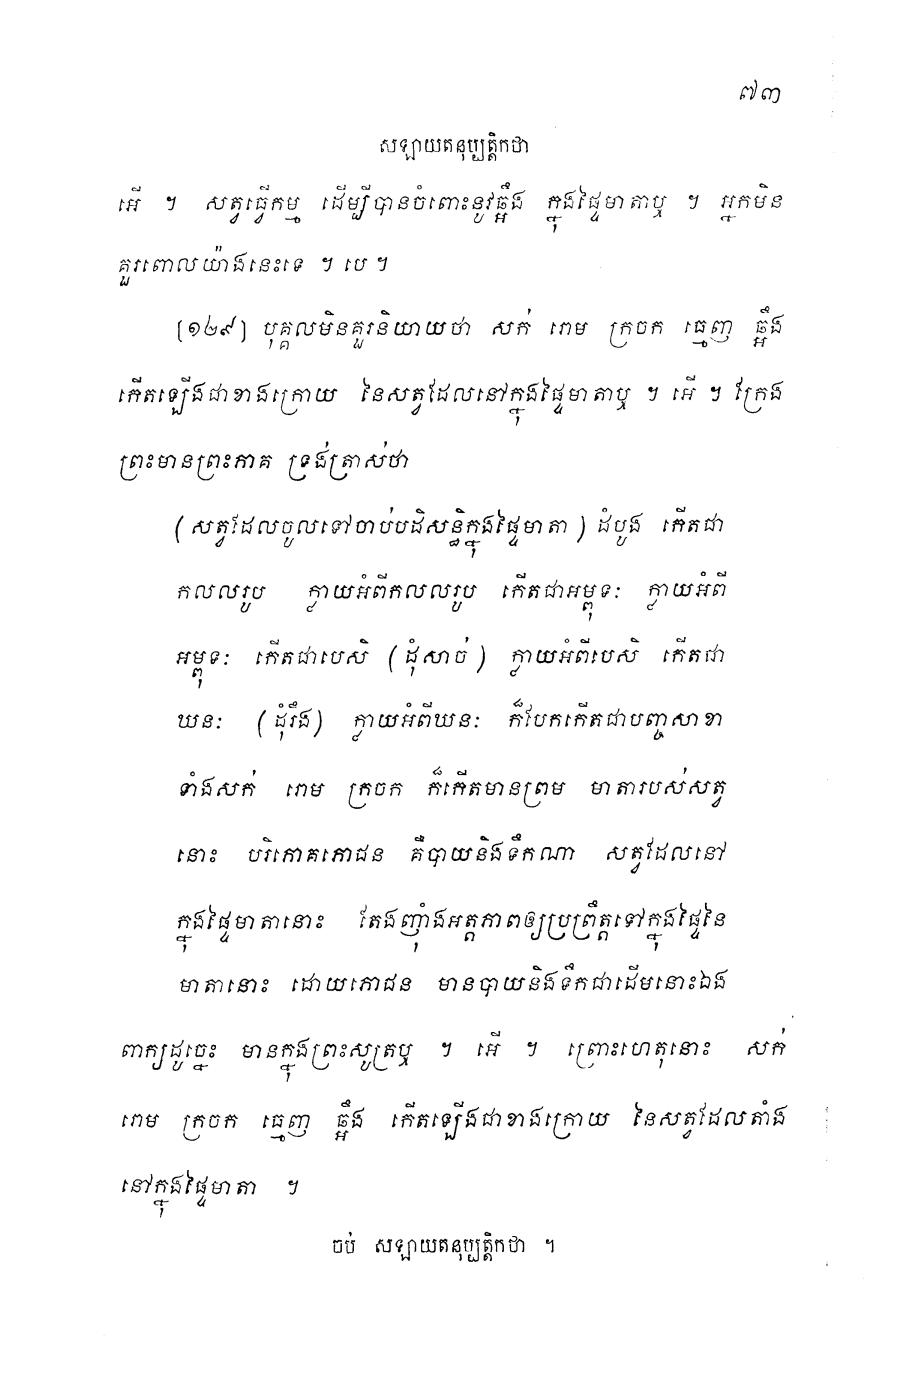 ៧៣
សឡាយតនុប្បត្តិកថា
អើ ។ សត្វធ្វើកម្ម ដើម្បីបានចំពោះនូវឆ្អឹង ក្នុងផ្ទៃមាតាឬ ។ អ្នកមិន
គួរពោលយ៉ាងនេះទេ ។ បេ ។
[១២៩] បុគ្គលមិនគួរនិយាយថា សក់ រោម ក្រចក ធ្មេញ ឆ្អឹង
កើតឡើងជាខាងក្រោយ នៃសត្វដែលនៅក្នុងផ្ទៃមាតាឬ ។ អើ ។ ក្រែង
ព្រះមានព្រះភាគ ទ្រង់ត្រាស់ថា
(សត្វដែលចូលទៅចាប់បដិសន្ធិក្នុងផ្ទៃមាតា) ដំបូង កើតជា
កលលរូប ក្លាយអំពីកលលរូប កើតជាអម្ពុទៈ ក្លាយអំពី
អម្ពុទៈ កើតជាបេសិ (ដុំសាច់) ក្លាយអំពីបេសិ កើតជា
ឃនៈ (ដុំរឹង) ក្លាយអំពីឃនៈ ក៏បែកកើតជាបញ្ចសាខា
ទាំងសក់ រោម ក្រចក ក៏កើតមានព្រម មាតារបស់សត្វ
នោះ បរិភោគភោជន គឺបាយនិងទឹកណា សត្វដែលនៅ
ក្នុងផ្ទៃមាតានោះ តែងញ៉ាំងអត្តភាពឲ្យប្រព្រឹត្តទៅក្នុងផ្ទៃនៃ
មាតានោះ ដោយភោជន មានបាយនិងទឹកជាដើមនោះឯង
ពាក្យដូច្នេះ មានក្នុងព្រះសូត្រឬ ។ អើ ។ ព្រោះហេតុនោះ សក់
រោម ក្រចក ធ្មេញ ឆ្អឹង កើតឡើងជាខាងក្រោយ នៃសត្វដែលតាំង
នៅក្នុងផ្ទៃមាតា ។
ចប់ សឡាយតនុប្បត្តិកថា ។